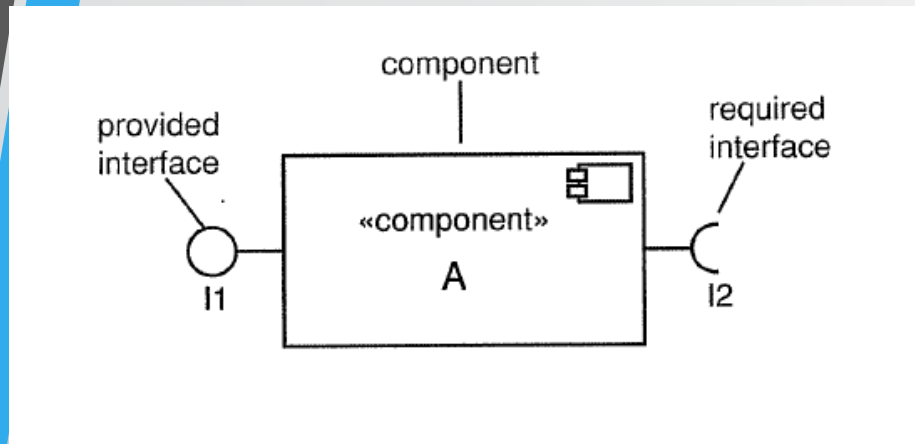 component
provided
interface
required
interface
«component»
A
I1
I2